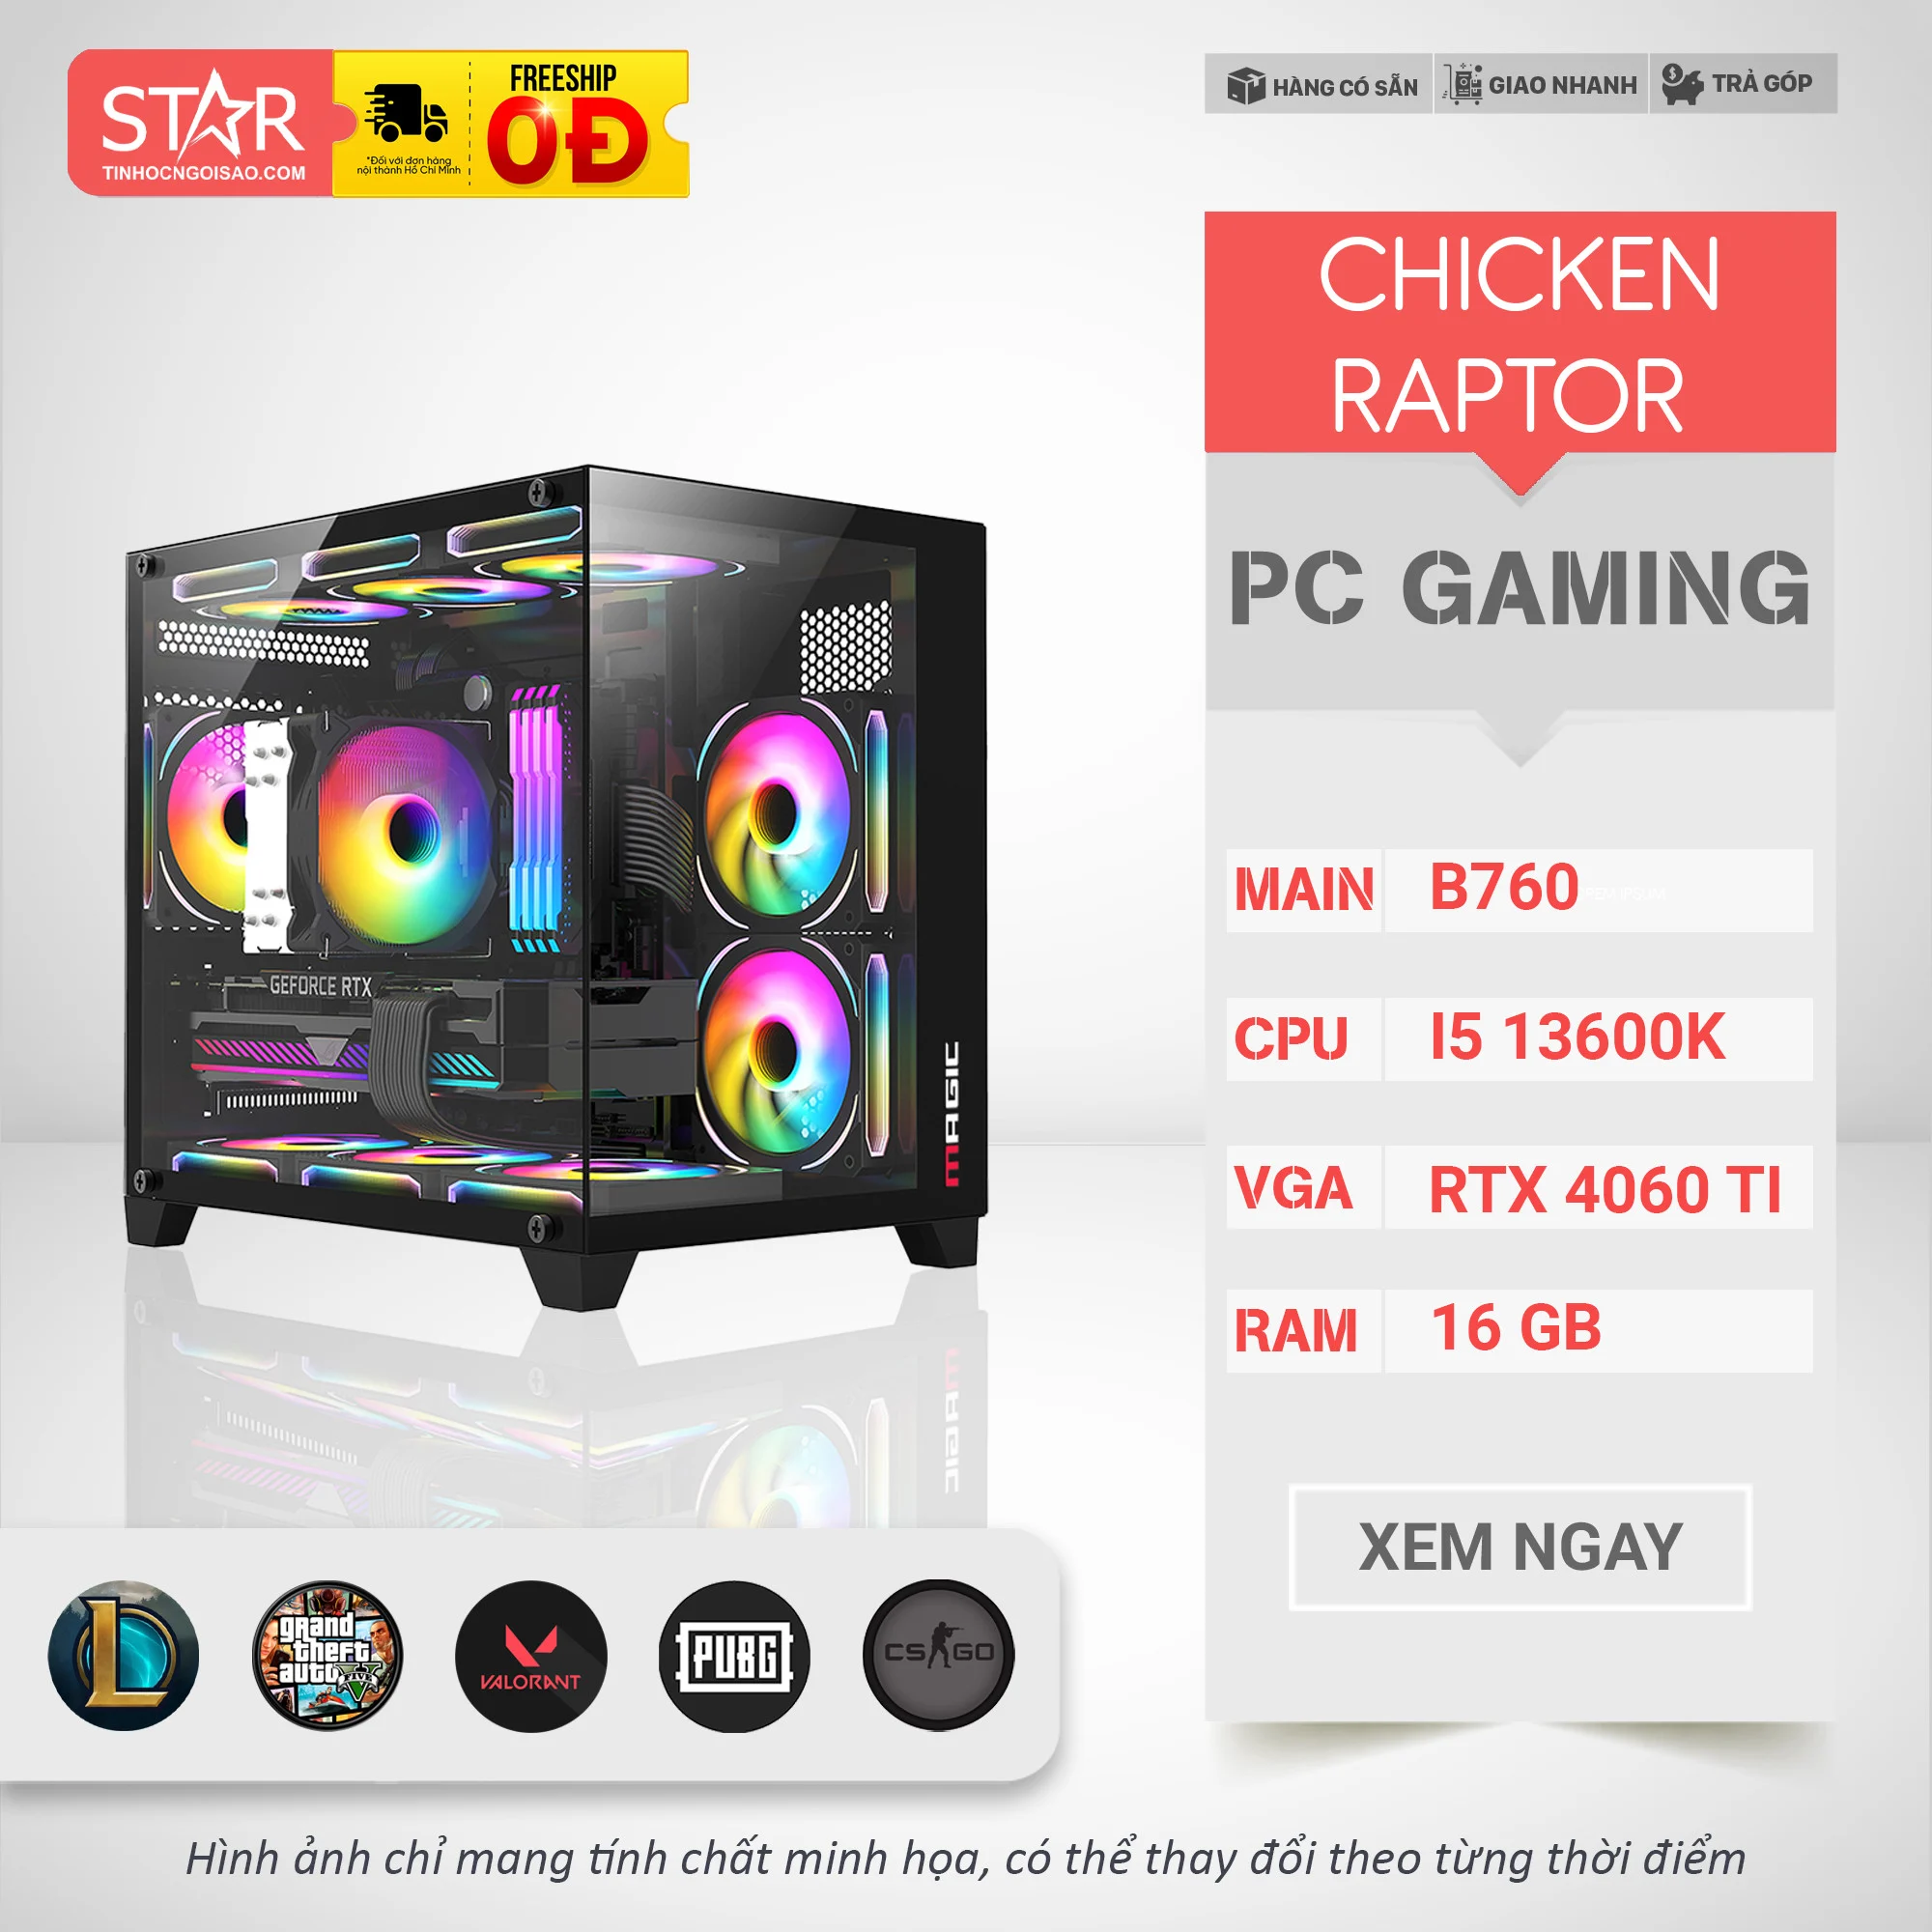 STAR
TINHOCNGOISAO.COM
*Đối với đơn hàng
nội thành Hồ Chí Minh
FREESHIP
0Đ
HÀNG CÓ SẴN
GIAO NHANH
TRẢ GÓP
CHICKEN
RAPTOR
PC GAMING
MAIN B760
CPU I5 13600K
VGA RTX 4060 TI
RAM 16 GB
XEM NGAY
GEFORCE RTX
MAGIC
grand
theft
auto
FIVE
VALORANT
PUBG
CS GO
Hình ảnh chỉ mang tính chất minh họa, có thể thay đổi theo từng thời điểm